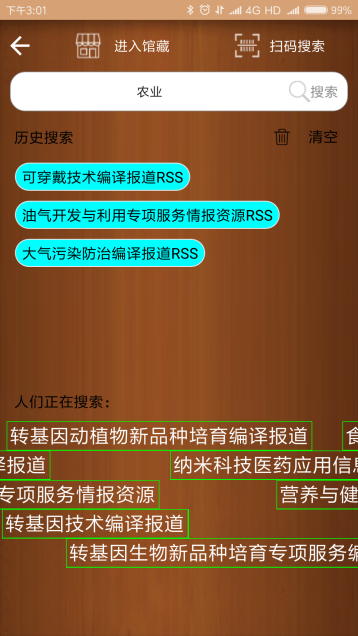 下午3:01 4G HD 99%
进入馆藏 扫码搜索
农业 搜索
历史搜索 清空
可穿戴技术编译报道RSS
油气开发与利用专项服务情报资源RSS
大气污染防治编译报道RSS
人们正在搜索:
转基因动植物新品种培育编译报道 食
译报道 纳米科技医药应用信息
专项服务情报资源 营养与健
转基因技术编译报道
转基因生物新品种培育专项服务编